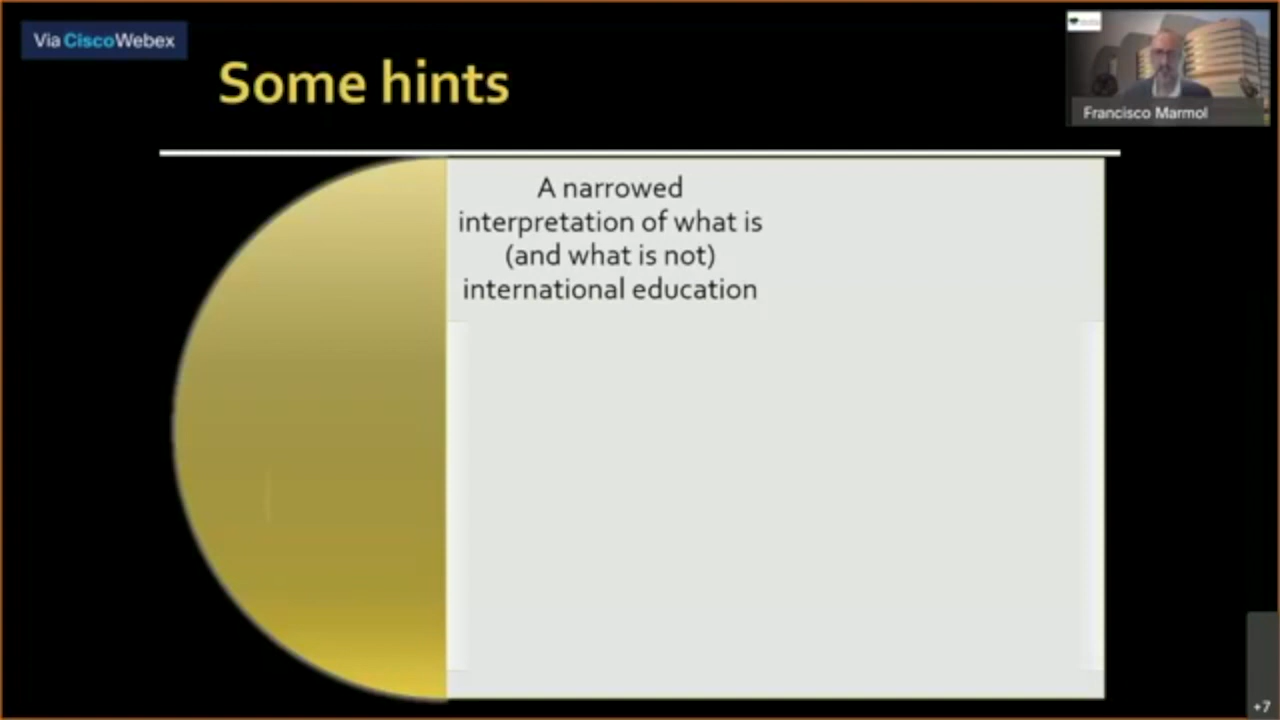 Via CiscoWebex
Some hints
Francisco Marmol
A narrowed
interpretation of what is
(and what is not)
international education
+7